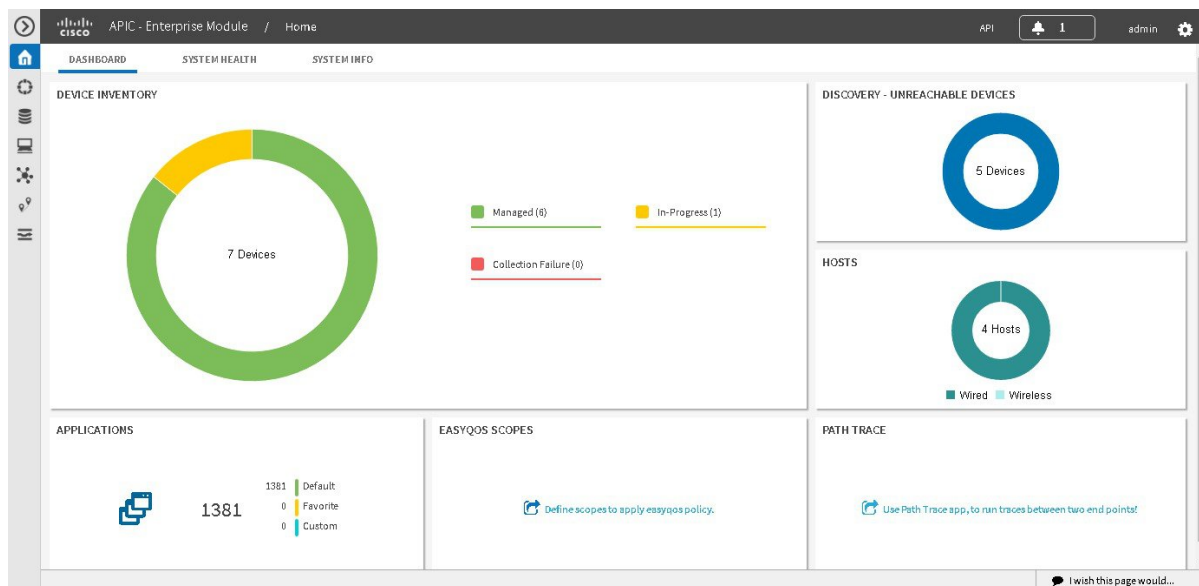 CISCO APIC - Enterprise Module / Home API 1 admin
DASHBOARD SYSTEM HEALTH SYSTEM INFO
DEVICE INVENTORY
7 Devices
Managed (6)
In-Progress (1)
Collection Failure (0)
DISCOVERY - UNREACHABLE DEVICES
5 Devices
HOSTS
4 Hosts
Wired Wireless
APPLICATIONS
1381
1381 Default
0 Favorite
0 Custom
EASYQOS SCOPES
Define scopes to apply easyqos policy.
PATH TRACE
Use Path Trace app, to run traces between two end points!
I wish this page would...